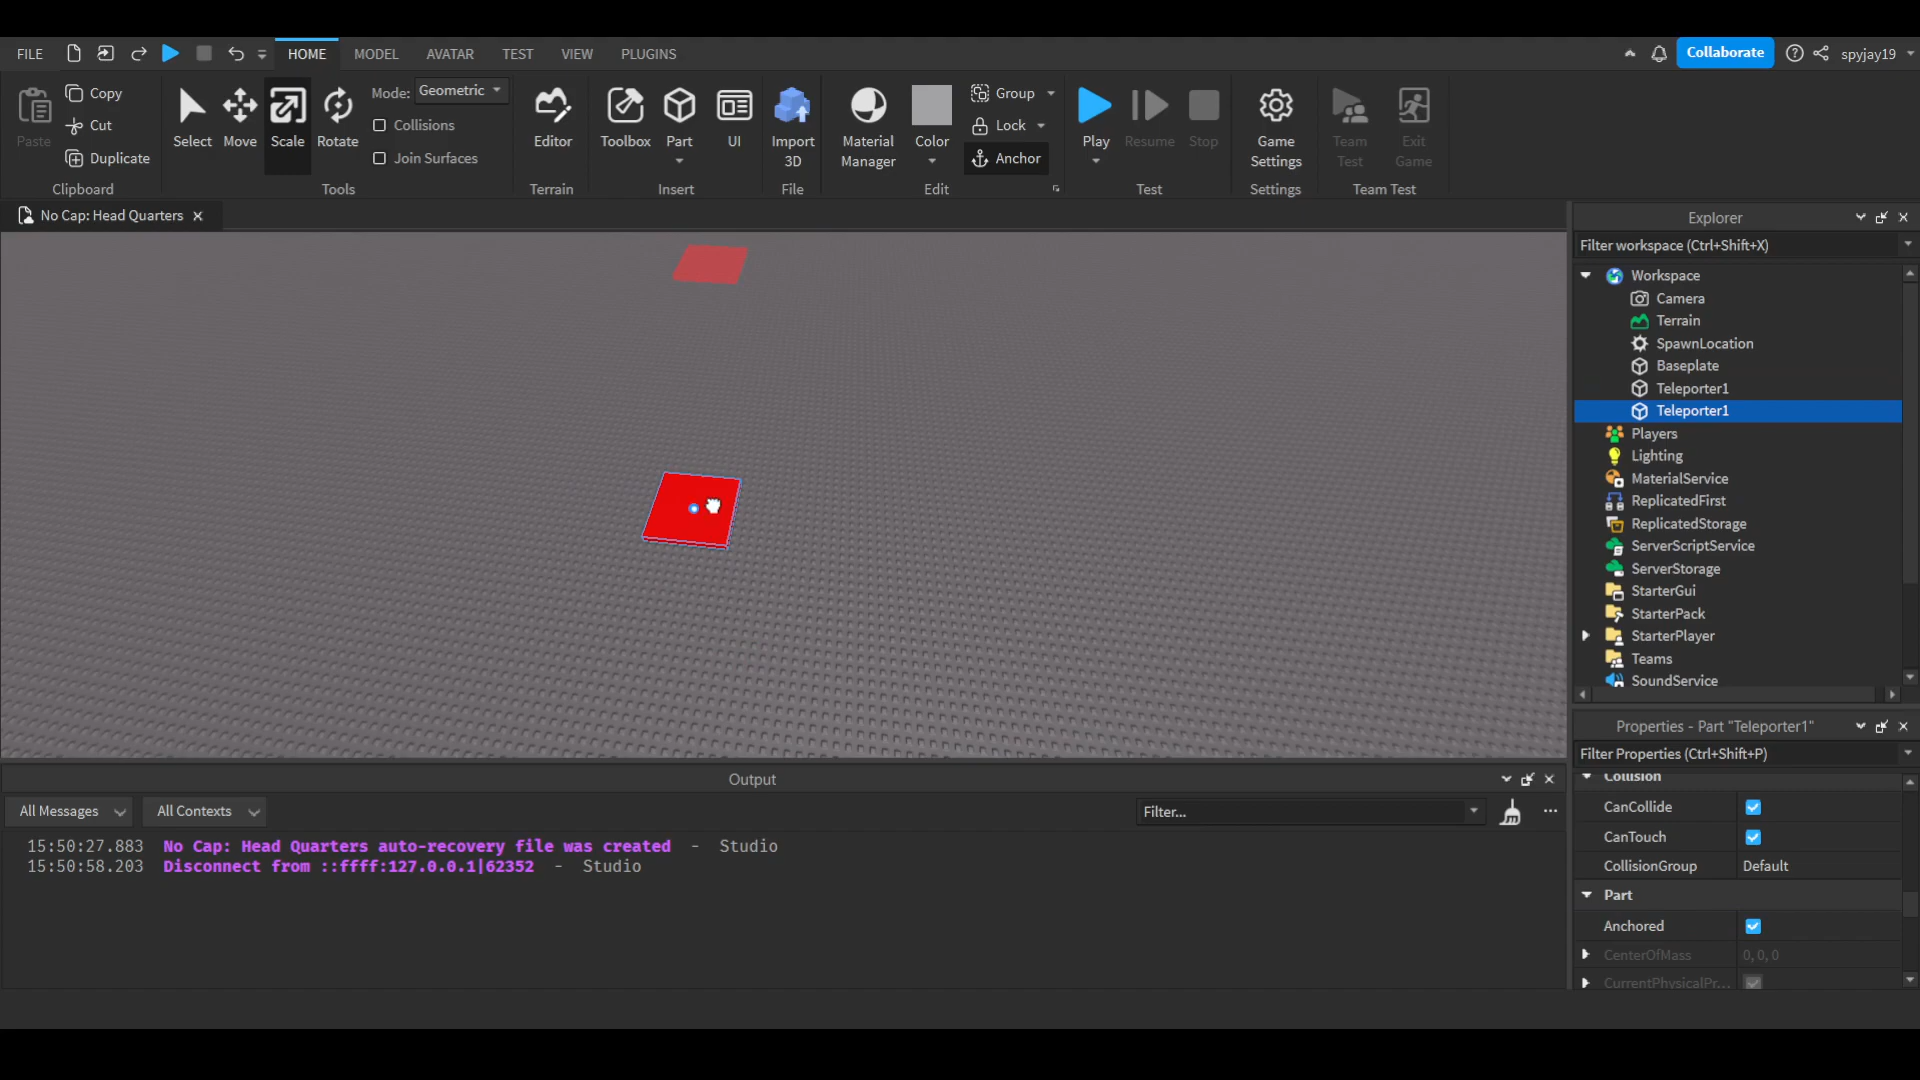 FILE HOME MODEL AVATAR TEST VIEW PLUGINS Collaborate spyjay19
Paste Copy Cut Duplicate
Clipboard
Select Move Scale Rotate
Mode: Geometric
Collisions
Join Surfaces
Tools
Editor
Terrain
Toolbox Part UI
Insert
Import 3D
File
Material Manager Color
Group
Lock
Anchor
Edit
Play Resume Stop
Test
Game Settings
Settings
Team Test Exit Game
Team Test
No Cap: Head Quarters
Explorer
Filter workspace (Ctrl+Shift+X)
Workspace
Camera
Terrain
SpawnLocation
Baseplate
Teleporter1
Teleporter1
Players
Lighting
MaterialService
ReplicatedFirst
ReplicatedStorage
ServerScriptService
ServerStorage
StarterGui
StarterPack
StarterPlayer
Teams
SoundService
Properties - Part "Teleporter1"
Filter Properties (Ctrl+Shift+P)
Collision
CanCollide
CanTouch
CollisionGroup Default
Part
Anchored
CenterOfMass 0, 0, 0
CurrentPhysicalPr...
Output
All Messages All Contexts Filter...
15:50:27.883 No Cap: Head Quarters auto-recovery file was created - Studio
15:50:58.203 Disconnect from ::ffff:127.0.0.1|62352 - Studio